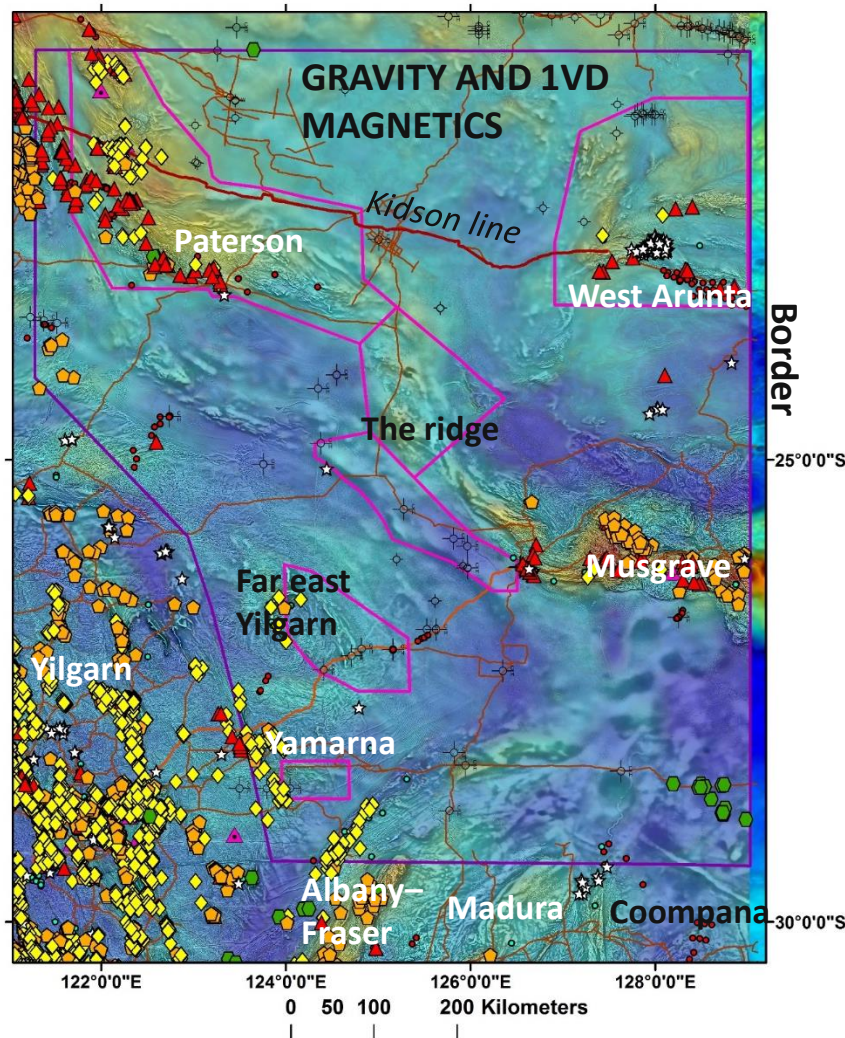 GRAVITY AND 1VD
MAGNETICS
Kidson line
Paterson
West Arunta
Border
The ridge
25°0'0"S
Musgrave
Far east
Yilgarn
Yilgarn
Yamarna
Albany–
Fraser
Madura
Coompana
30°0'0"S
122°0'0"E 124°0'0"E 126°0'0"E 128°0'0"E
0 50 100 200 Kilometers